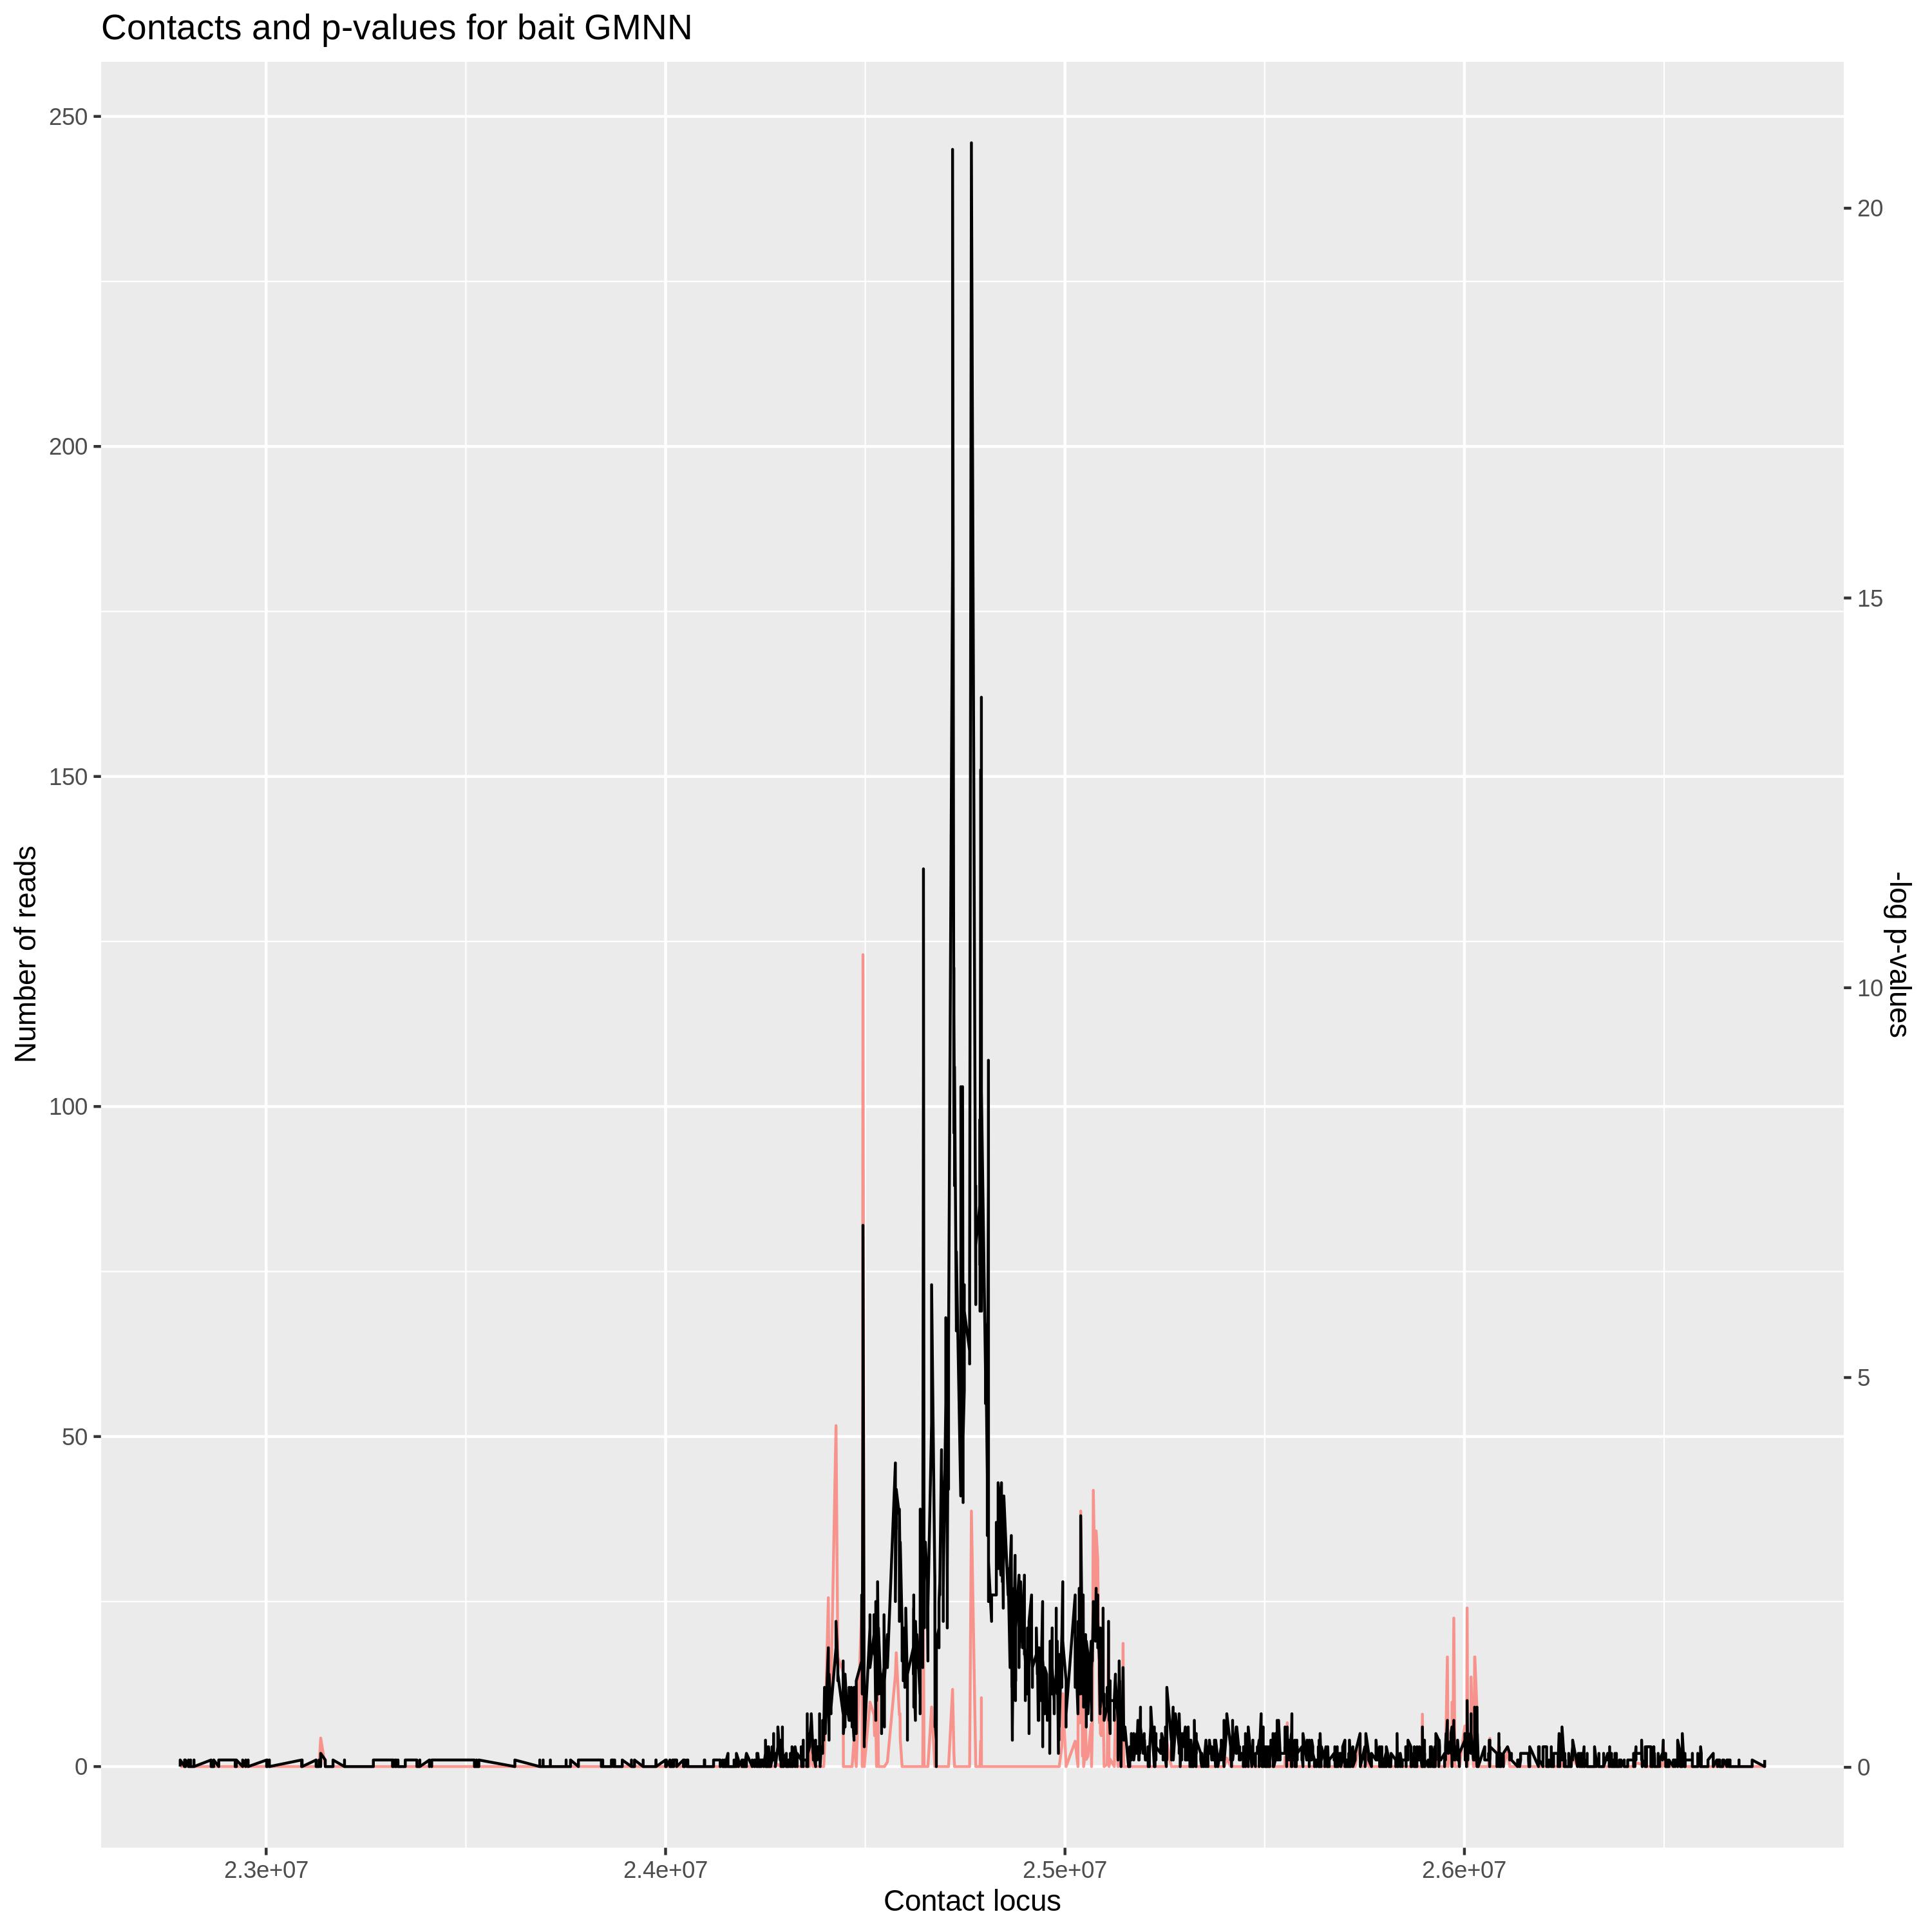 Contacts and p-values for bait GMNN
250
200
150
100
50
0
Number of reads
20
15
10
5
0
-log p-values
2.3e+07
2.4e+07
2.5e+07
2.6e+07
Contact locus